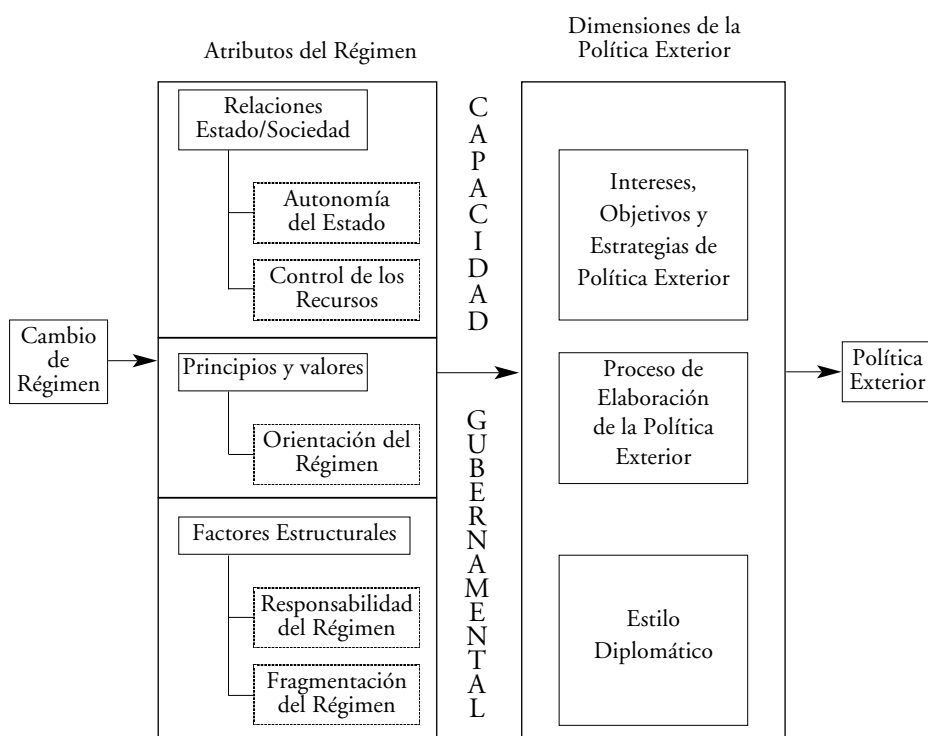 Atributos del Régimen
Dimensiones de la
Política Exterior
Cambio
de
Régimen
Relaciones
Estado/Sociedad
Autonomía
del Estado
Control de los
Recursos
Principios y valores
Orientación del
Régimen
Factores Estructurales
Responsabilidad
del Régimen
Fragmentación
del Régimen
CAPACIDAD
GUBERNAMENTAL
Intereses,
Objetivos y
Estrategias de
Política Exterior
Proceso de
Elaboración
de la Política
Exterior
Estilo
Diplomático
Política
Exterior